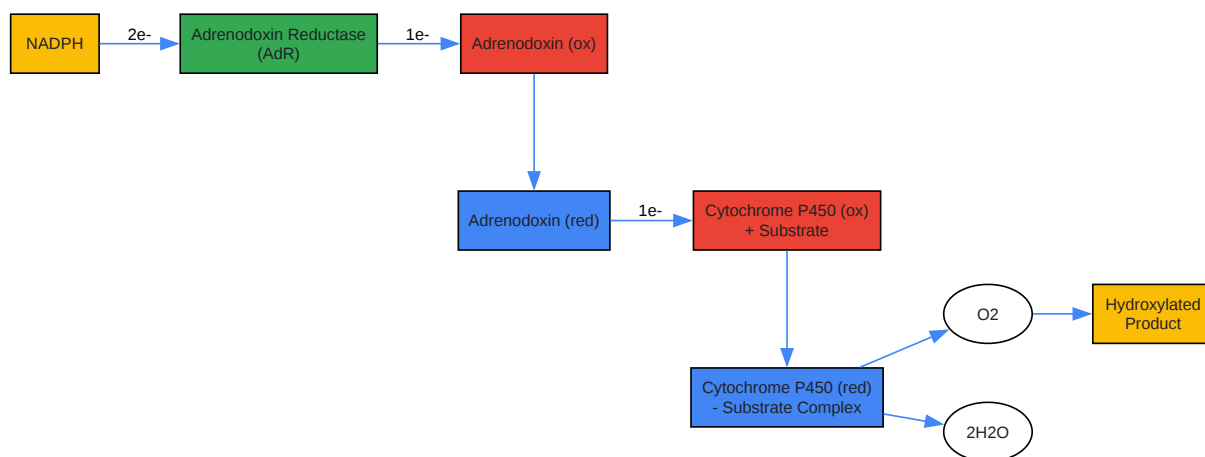 NADPH
2e-
Adrenodoxin Reductase
(AdR)
1e-
Adrenodoxin (ox)
Adrenodoxin (red)
1e-
Cytochrome P450 (ox)
+ Substrate
O2
Hydroxylated
Product
Cytochrome P450 (red)
- Substrate Complex
2H2O